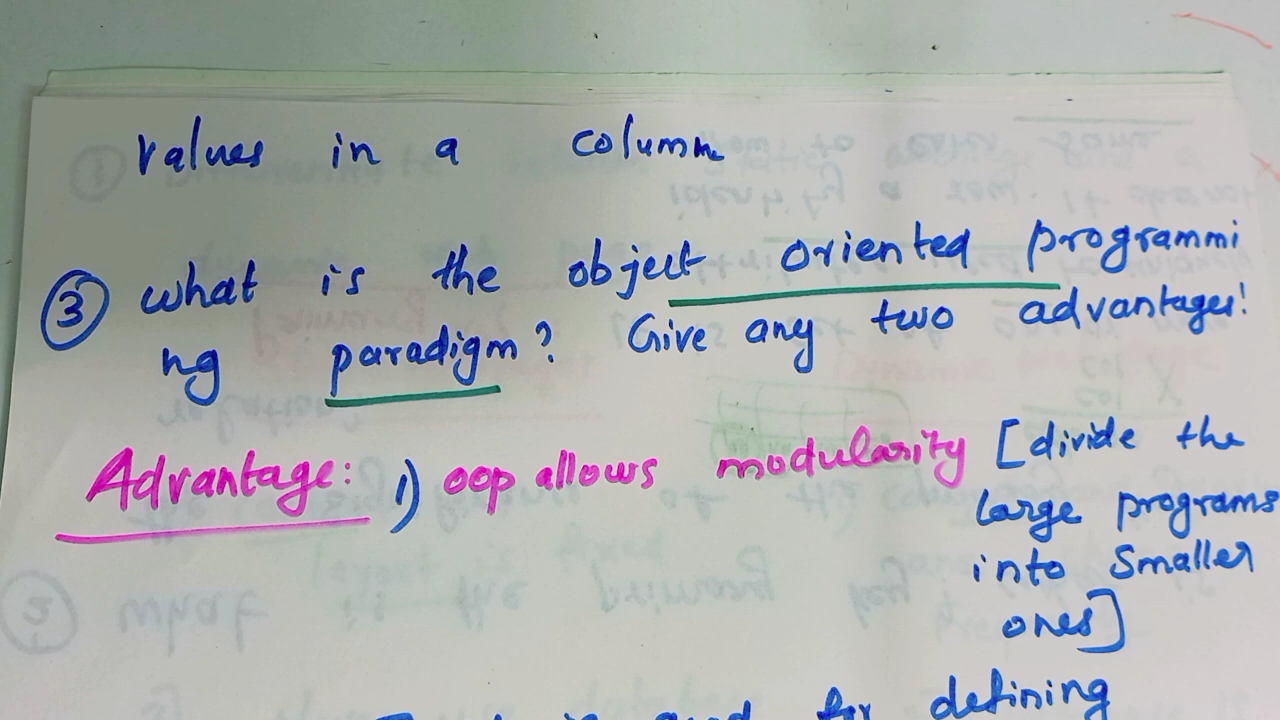 values in a column
③ what is the object oriented programmi
ng paradigm? Give any two advantages!
Advantage: 1) oop allows modularity [divide the
large programs
into smaller
ones]
for defining